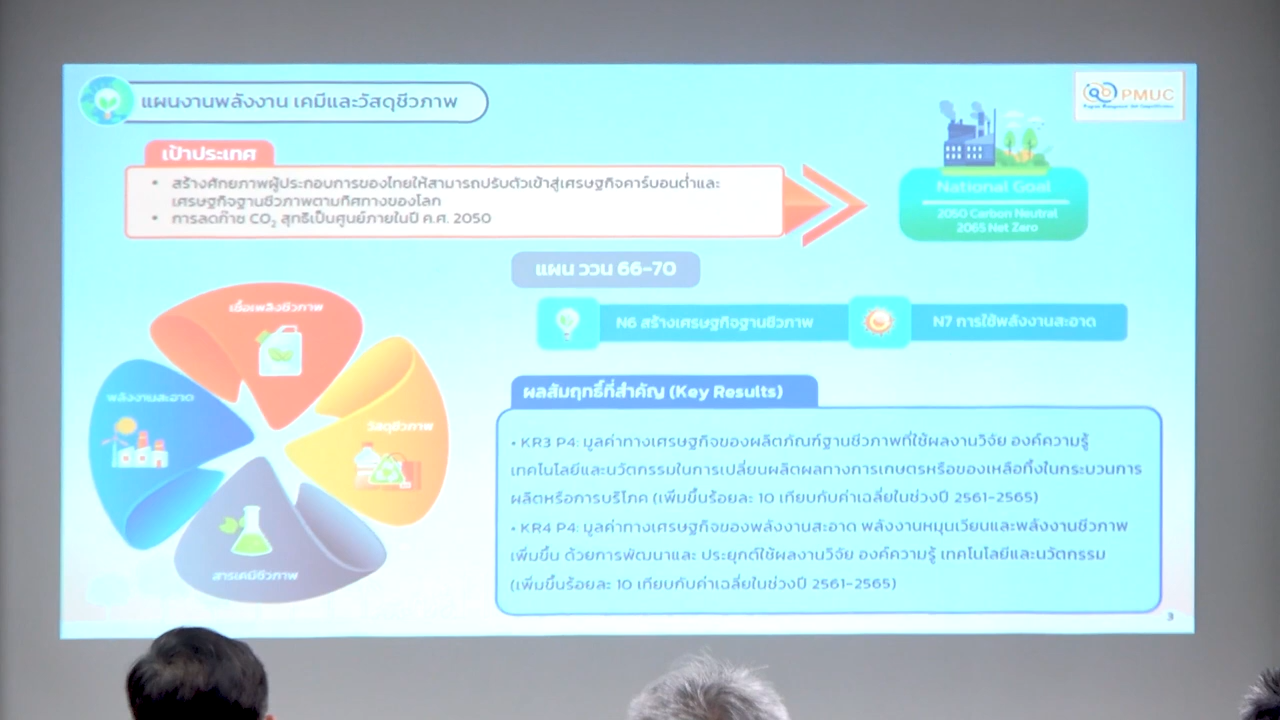 แผนงานพลังงาน เคมีและวัสดุชีวภาพ
PMUC
เป้าประเทศ
• สร้างศักยภาพผู้ประกอบการของไทยให้สามารถปรับตัวเข้าสู่เศรษฐกิจคาร์บอนต่ำและ
เศรษฐกิจฐานชีวภาพตามทิศทางของโลก
• การลดก๊าซ CO₂ สุทธิเป็นศูนย์ภายในปี ค.ศ. 2050
National Goal
2050 Carbon Neutral
2065 Net Zero
แผน ววน 66-70
N6 สร้างเศรษฐกิจฐานชีวภาพ
N7 การใช้พลังงานสะอาด
เชื้อเพลิงชีวภาพ
พลังงานสะอาด
วัสดุชีวภาพ
สารเคมีชีวภาพ
ผลสัมฤทธิ์ที่สำคัญ (Key Results)
• KR3 P4: มูลค่าทางเศรษฐกิจของผลิตภัณฑ์ฐานชีวภาพที่ใช้ผลงานวิจัย องค์ความรู้
เทคโนโลยีและนวัตกรรมในการเปลี่ยนผลิตผลทางการเกษตรหรือของเหลือทิ้งในกระบวนการ
ผลิตหรือการบริโภค (เพิ่มขึ้นร้อยละ 10 เทียบกับค่าเฉลี่ยในช่วงปี 2561-2565)
• KR4 P4: มูลค่าทางเศรษฐกิจของพลังงานสะอาด พลังงานหมุนเวียนและพลังงานชีวภาพ
เพิ่มขึ้น ด้วยการพัฒนาและ ประยุกต์ใช้ผลงานวิจัย องค์ความรู้ เทคโนโลยีและนวัตกรรม
(เพิ่มขึ้นร้อยละ 10 เทียบกับค่าเฉลี่ยในช่วงปี 2561-2565)
3